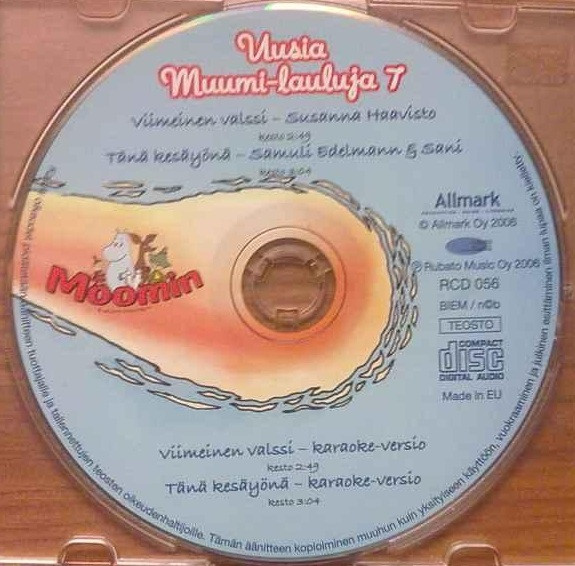 Uusia
Muumi-lauluja 7
Viimeinen valssi – Susanna Haavisto
kesto 2:49
Tänä kesäyönä – Samuli Edelmann & Sani
kesto 3:04
Allmark
© Allmark Oy 2006
℗ Rubato Music Oy 2006
RCD 056
BIEM / n©b
TEOSTO
COMPACT
disc
DIGITAL AUDIO
Made in EU
Moomin
Viimeinen valssi – karaoke-versio
kesto 2:49
Tänä kesäyönä – karaoke-versio
kesto 3:04
oikeudet pidätetään äänitteen tuottajalle ja tallennettujen teosten oikeudenhaltijoille. Tämän äänitteen kopioiminen muuhun kuin yksityiseen käyttöön, vuokraaminen ja julkinen esittäminen ilman lupaa on kielletty.